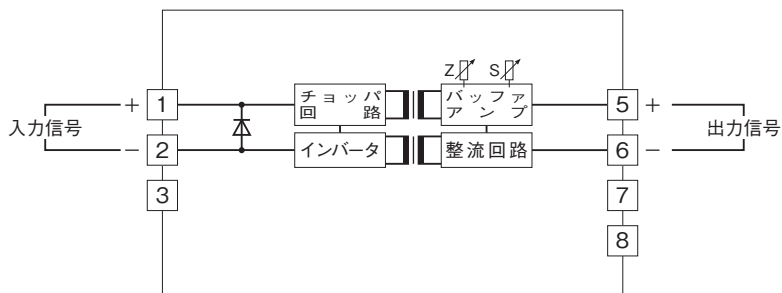 Z S
チョッパ
回路
バッファ
アンプ
+ 1
5 +
入力信号
出力信号
− 2
インバータ
整流回路
6 −
3
7
8